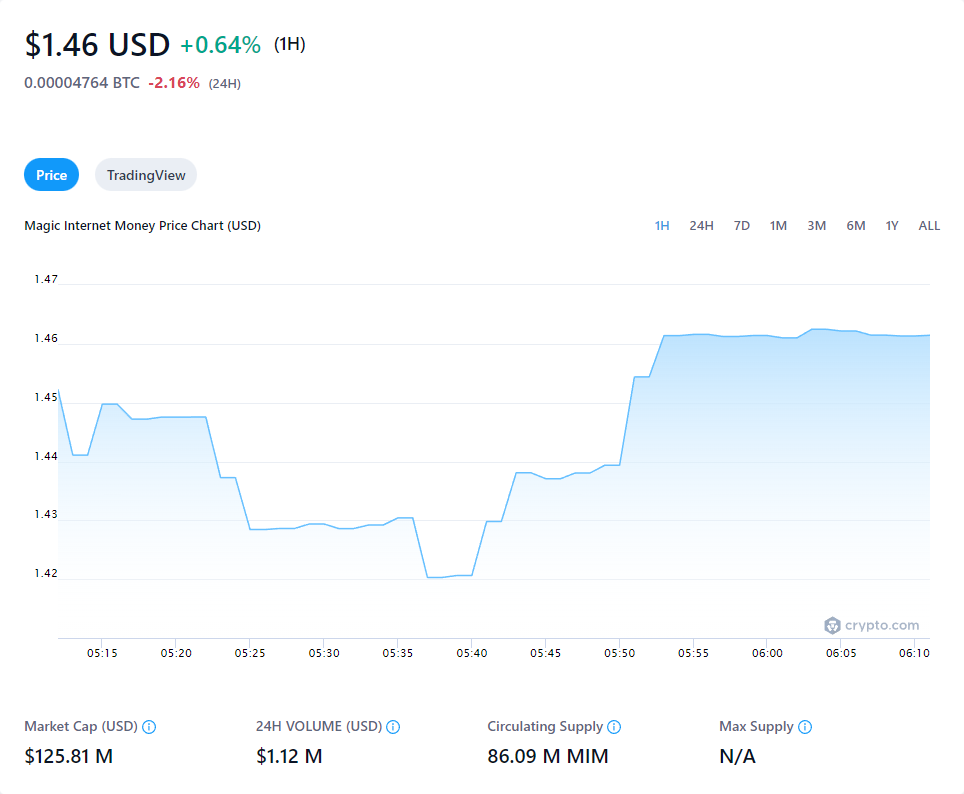 $1.46 USD +0.64% (1H)
0.00004764 BTC -2.16% (24H)
Price TradingView
Magic Internet Money Price Chart (USD) 1H 24H 7D 1M 3M 6M 1Y ALL
1.47
1.46
1.45
1.44
1.43
1.42
crypto.com
05:15 05:20 05:25 05:30 05:35 05:40 05:45 05:50 05:55 06:00 06:05 06:10
Market Cap (USD) 24H VOLUME (USD) Circulating Supply Max Supply
$125.81 M $1.12 M 86.09 M MIM N/A